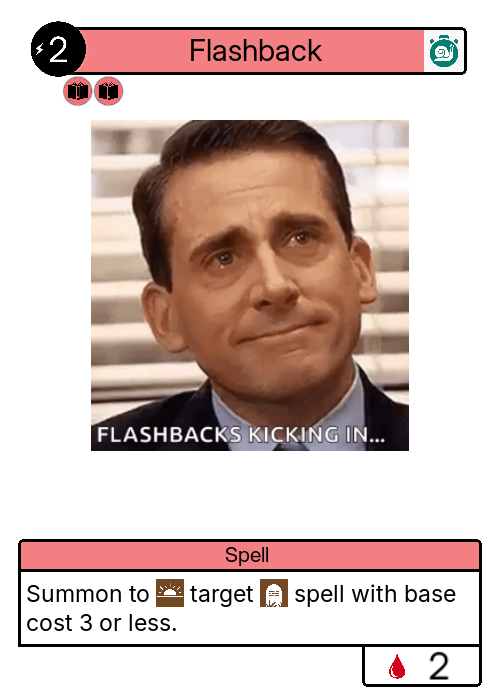 2
Flashback
FLASHBACKS KICKING IN...
Spell
Summon to target spell with base
cost 3 or less.
2